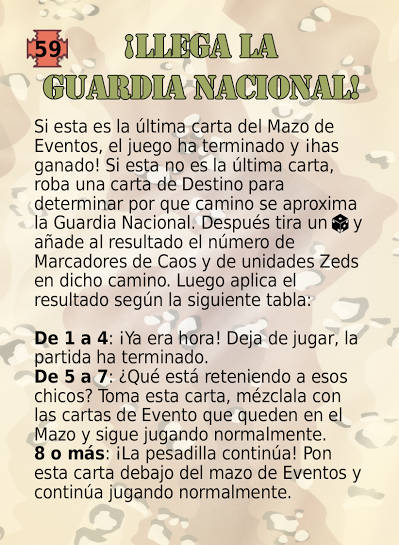 59
¡LLEGA LA
GUARDIA NACIONAL!
Si esta es la última carta del Mazo de
Eventos, el juego ha terminado y ¡has
ganado! Si esta no es la última carta,
roba una carta de Destino para
determinar por que camino se aproxima
la Guardia Nacional. Después tira un y
añade al resultado el número de
Marcadores de Caos y de unidades Zeds
en dicho camino. Luego aplica el
resultado según la siguiente tabla:
De 1 a 4: ¡Ya era hora! Deja de jugar, la
partida ha terminado.
De 5 a 7: ¿Qué está reteniendo a esos
chicos? Toma esta carta, mézclala con
las cartas de Evento que queden en el
Mazo y sigue jugando normalmente.
8 o más: ¡La pesadilla continúa! Pon
esta carta debajo del mazo de Eventos y
continúa jugando normalmente.